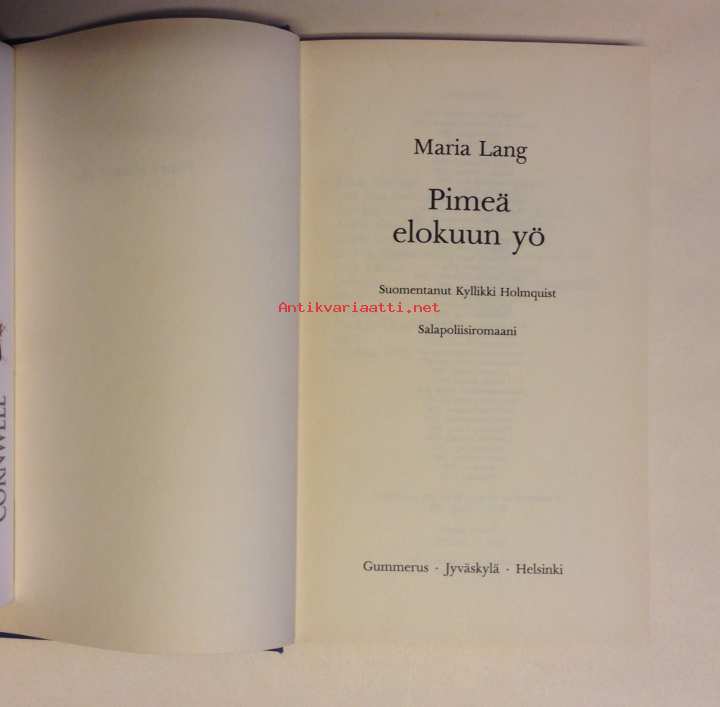 CORNWELL
Maria Lang
Pimeä
elokuun yö
Suomentanut Kyllikki Holmquist
Antikvariaatti.net
Salapoliisiromaani
Gummerus · Jyväskylä · Helsinki